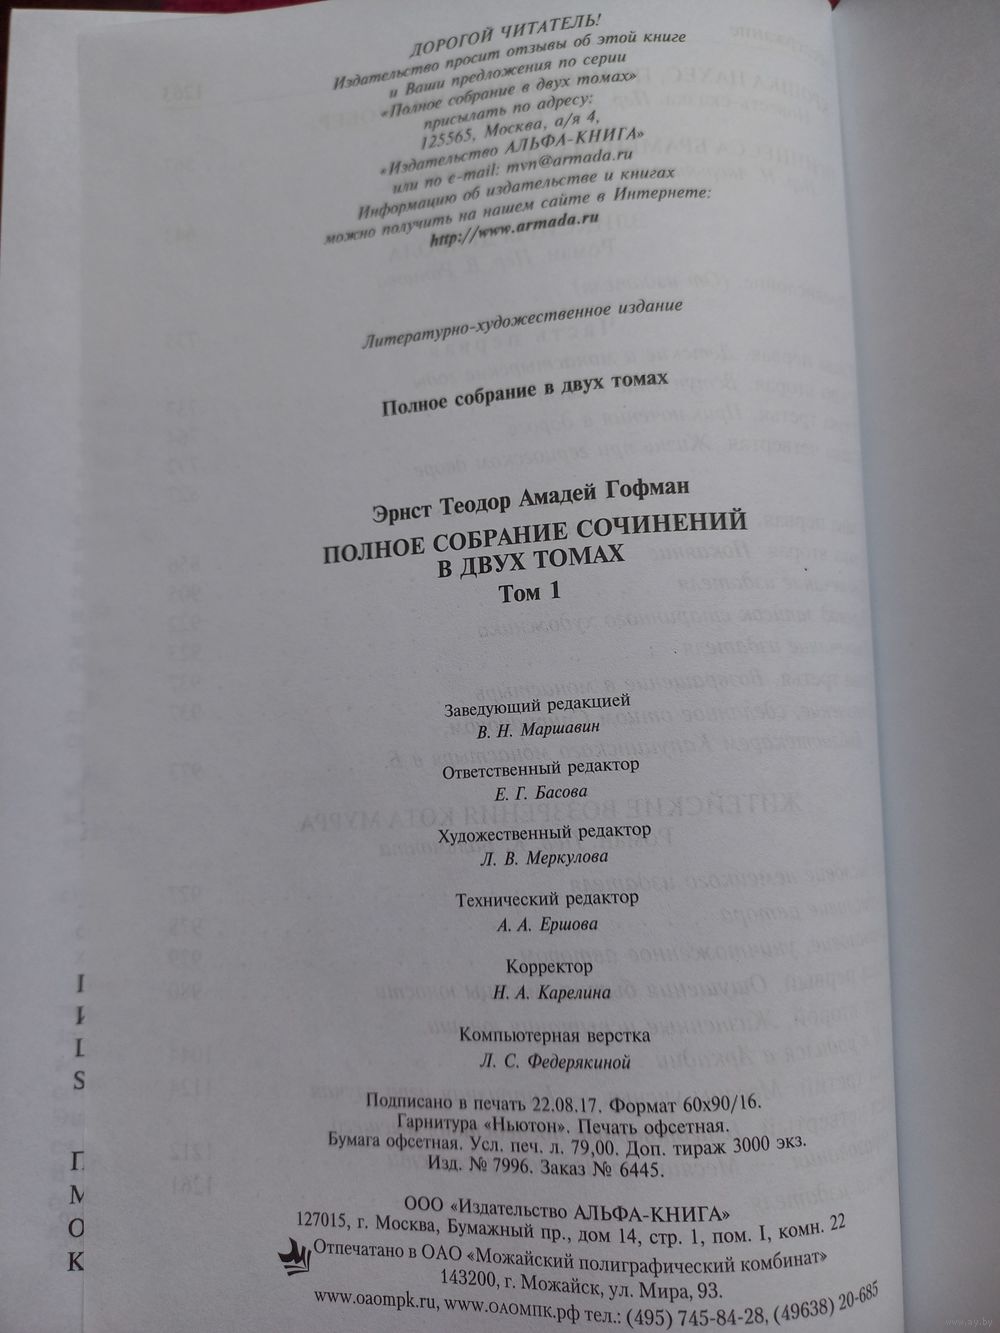 ДОРОГОЙ ЧИТАТЕЛЬ!
Издательство просит отзывы об этой книге
и Ваши предложения по серии
«Полное собрание в двух томах»
присылать по адресу:
125565, Москва, а/я 4,
«Издательство АЛЬФА-КНИГА»
или по e-mail: mvn@armada.ru
Информацию об издательстве и книгах
можно получить на нашем сайте в Интернете:
http://www.armada.ru
Литературно-художественное издание
Полное собрание в двух томах
Эрнст Теодор Амадей Гофман
ПОЛНОЕ СОБРАНИЕ СОЧИНЕНИЙ
В ДВУХ ТОМАХ
Том 1
Заведующий редакцией
В. Н. Маршавин
Ответственный редактор
Е. Г. Басова
Художественный редактор
Л. В. Меркулова
Технический редактор
А. А. Ершова
Корректор
Н. А. Карелина
Компьютерная верстка
Л. С. Федерякиной
Подписано в печать 22.08.17. Формат 60х90/16.
Гарнитура «Ньютон». Печать офсетная.
Бумага офсетная. Усл. печ. л. 79,00. Доп. тираж 3000 экз.
Изд. № 7996. Заказ № 6445.
ООО «Издательство АЛЬФА-КНИГА»
127015, г. Москва, Бумажный пр., дом 14, стр. 1, пом. I, комн. 22
Отпечатано в ОАО «Можайский полиграфический комбинат»
143200, г. Можайск, ул. Мира, 93.
www.oaompk.ru, www.ОАОМПК.рф тел.: (495) 745-84-28, (49638) 20-685
www.ay.by